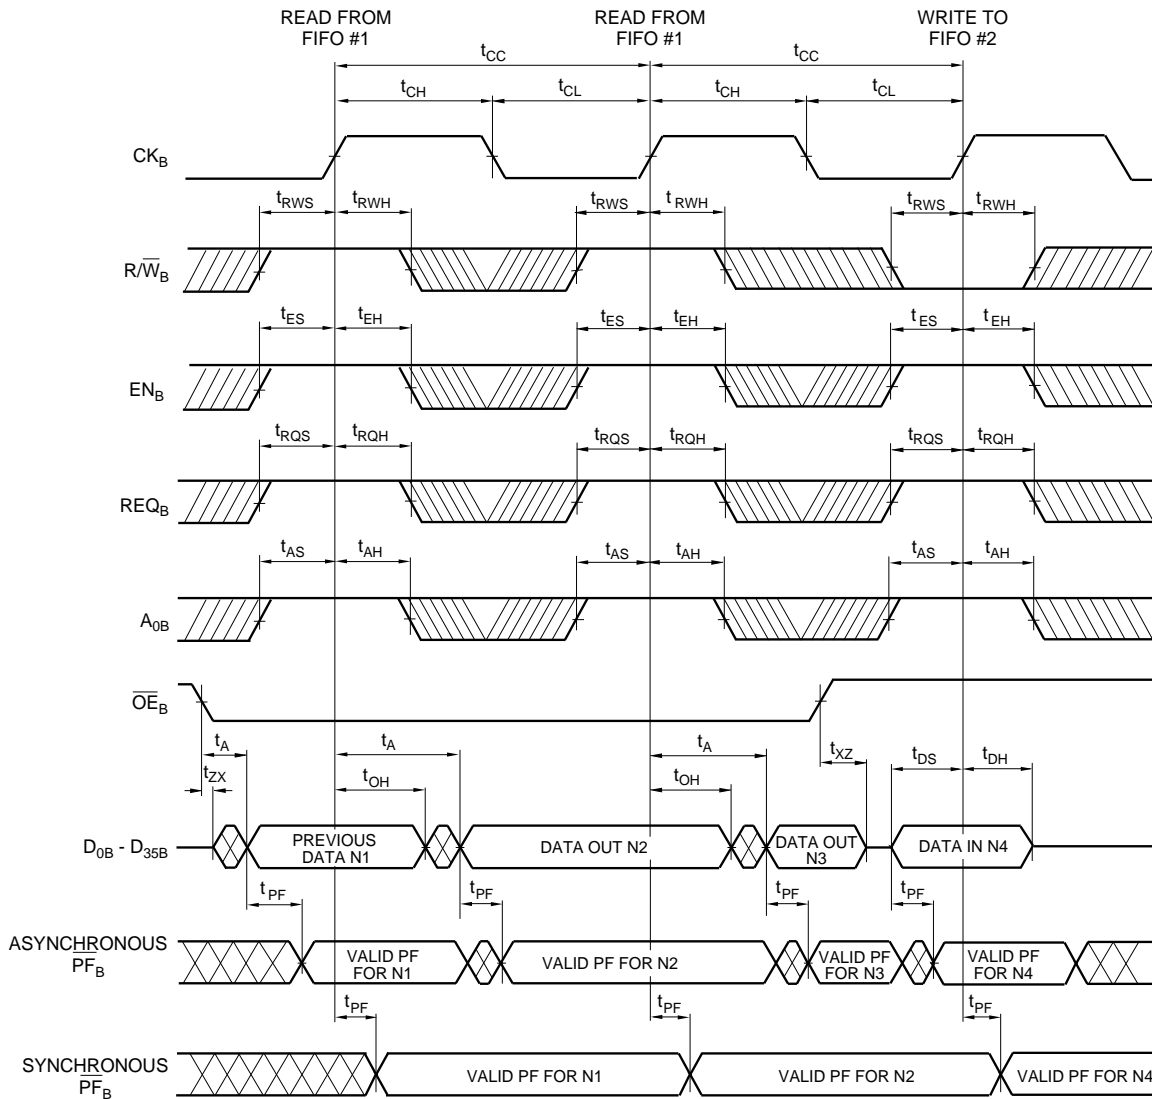 READ FROM
FIFO #1
READ FROM
FIFO #1
WRITE TO
FIFO #2
tCC tCC
tCH tCL tCH tCL
CKB
tRWS tRWH tRWS tRWH tRWS tRWH
R/W̅B
tES tEH tES tEH tES tEH
ENB
tRQS tRQH tRQS tRQH tRQS tRQH
REQB
tAS tAH tAS tAH tAS tAH
A0B
O̅E̅B
tA tA tA tXZ tDS tDH
tZX tOH tOH
D0B - D35B
PREVIOUS
DATA N1
DATA OUT N2
DATA OUT
N3
DATA IN N4
tPF tPF tPF tPF
ASYNCHRONOUS
P̅F̅B
VALID PF
FOR N1
VALID PF FOR N2
VALID PF
FOR N3
VALID PF
FOR N4
tPF tPF tPF
SYNCHRONOUS
P̅F̅B
VALID PF FOR N1
VALID PF FOR N2
VALID PF FOR N4